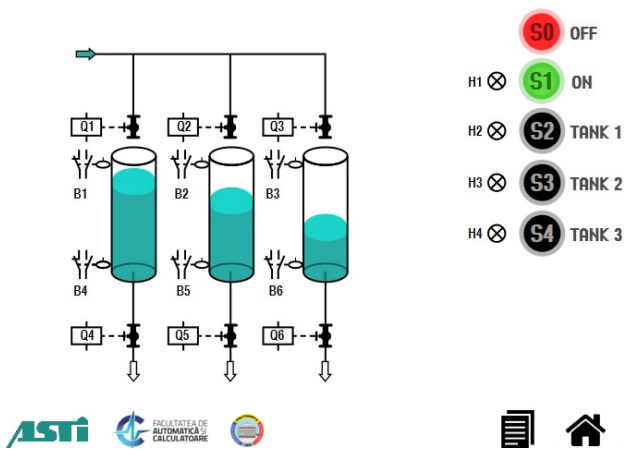 S0 OFF
H1 S1 ON
Q1 Q2 Q3
H2 S2 TANK 1
B1 B2 B3
H3 S3 TANK 2
H4 S4 TANK 3
B4 B5 B6
Q4 Q5 Q6
ASTi
FACULTATEA DE
AUTOMATICĂ ȘI
CALCULATOARE